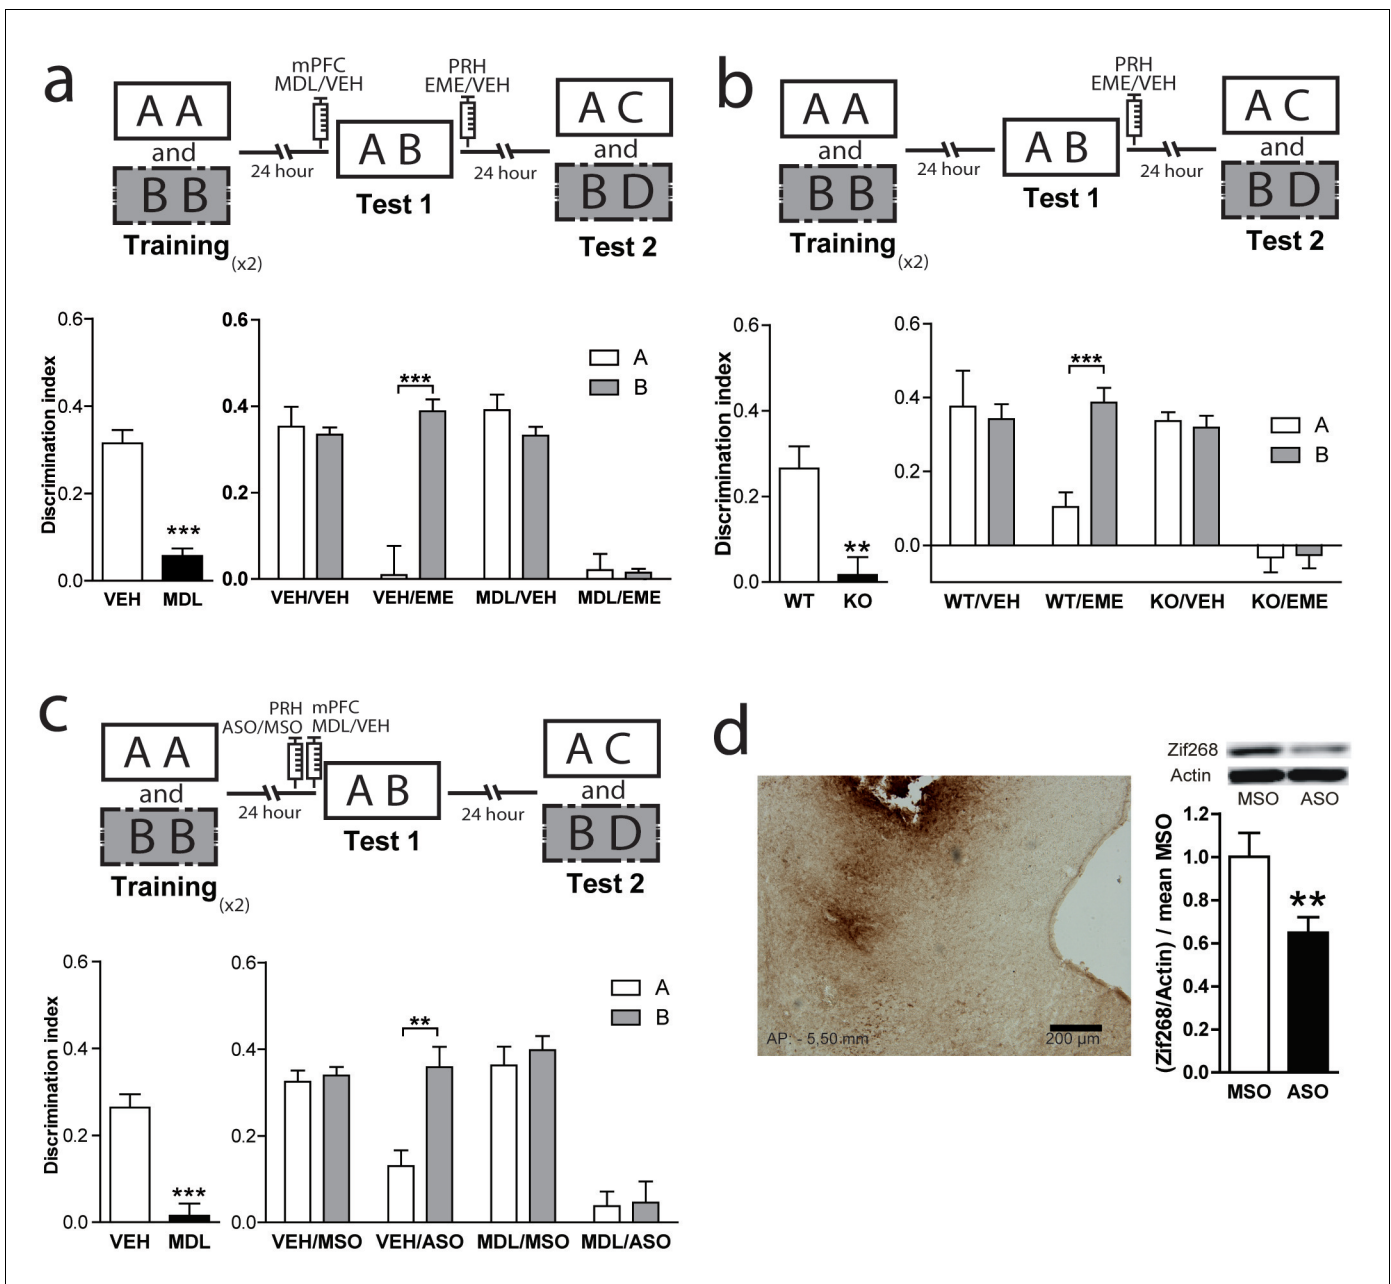 a
mPFC
MDL/VEH
PRH
EME/VEH
A A
and
B B
Training (x2)
24 hour
A B
Test 1
24 hour
A C
and
B D
Test 2
Discrimination index
0.6
0.4
0.2
0.0
***
VEH MDL
0.6
0.4
0.2
0.0
***
A
B
VEH/VEH VEH/EME MDL/VEH MDL/EME
b
PRH
EME/VEH
A A
and
B B
Training (x2)
24 hour
A B
Test 1
24 hour
A C
and
B D
Test 2
Discrimination index
0.6
0.4
0.2
0.0
**
WT KO
0.6
0.4
0.2
0.0
***
A
B
WT/VEH WT/EME KO/VEH KO/EME
c
PRH
ASO/MSO
mPFC
MDL/VEH
A A
and
B B
Training (x2)
24 hour
A B
Test 1
24 hour
A C
and
B D
Test 2
Discrimination index
0.6
0.4
0.2
0.0
***
VEH MDL
0.6
0.4
0.2
0.0
**
A
B
VEH/MSO VEH/ASO MDL/MSO MDL/ASO
d
AP: - 5.50 mm
200 µm
Zif268
Actin
MSO ASO
(Zif268/Actin) / mean MSO
1.2
1.0
0.8
0.6
0.4
0.2
0.0
**
MSO ASO